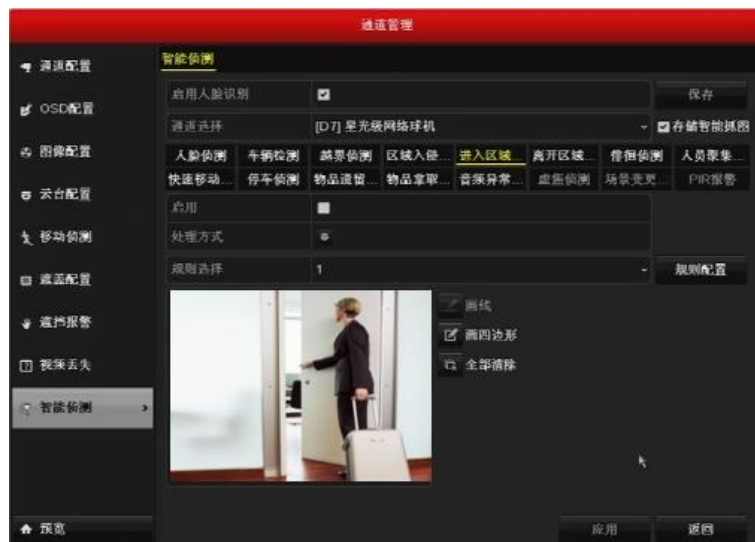 通道管理
通道配置
OSD配置
图像配置
云台配置
移动侦测
遮盖配置
遮挡报警
视频丢失
智能侦测
预览
智能侦测
启用人脸识别 保存
通道选择 [D7] 星光级网络球机 存储智能抓图
人脸侦测 车辆检测 越界侦测 区域入侵... 进入区域... 离开区域... 徘徊侦测 人员聚集...
快速移动... 停车侦测 物品遗留... 物品拿取... 音频异常... 虚焦侦测 场景变更... PIR报警
启用
处理方式
规则选择 1 规则配置
画线
画四边形
全部清除
应用 返回